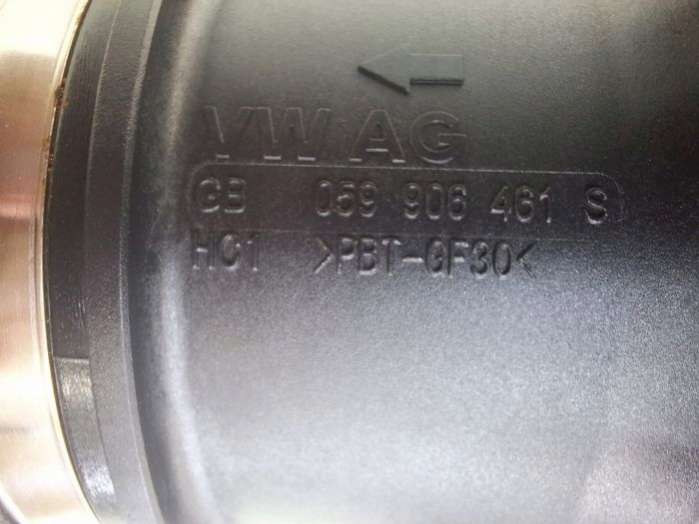 VW AG
GB 059 906 461 S
HC1 >PBT-GF30<